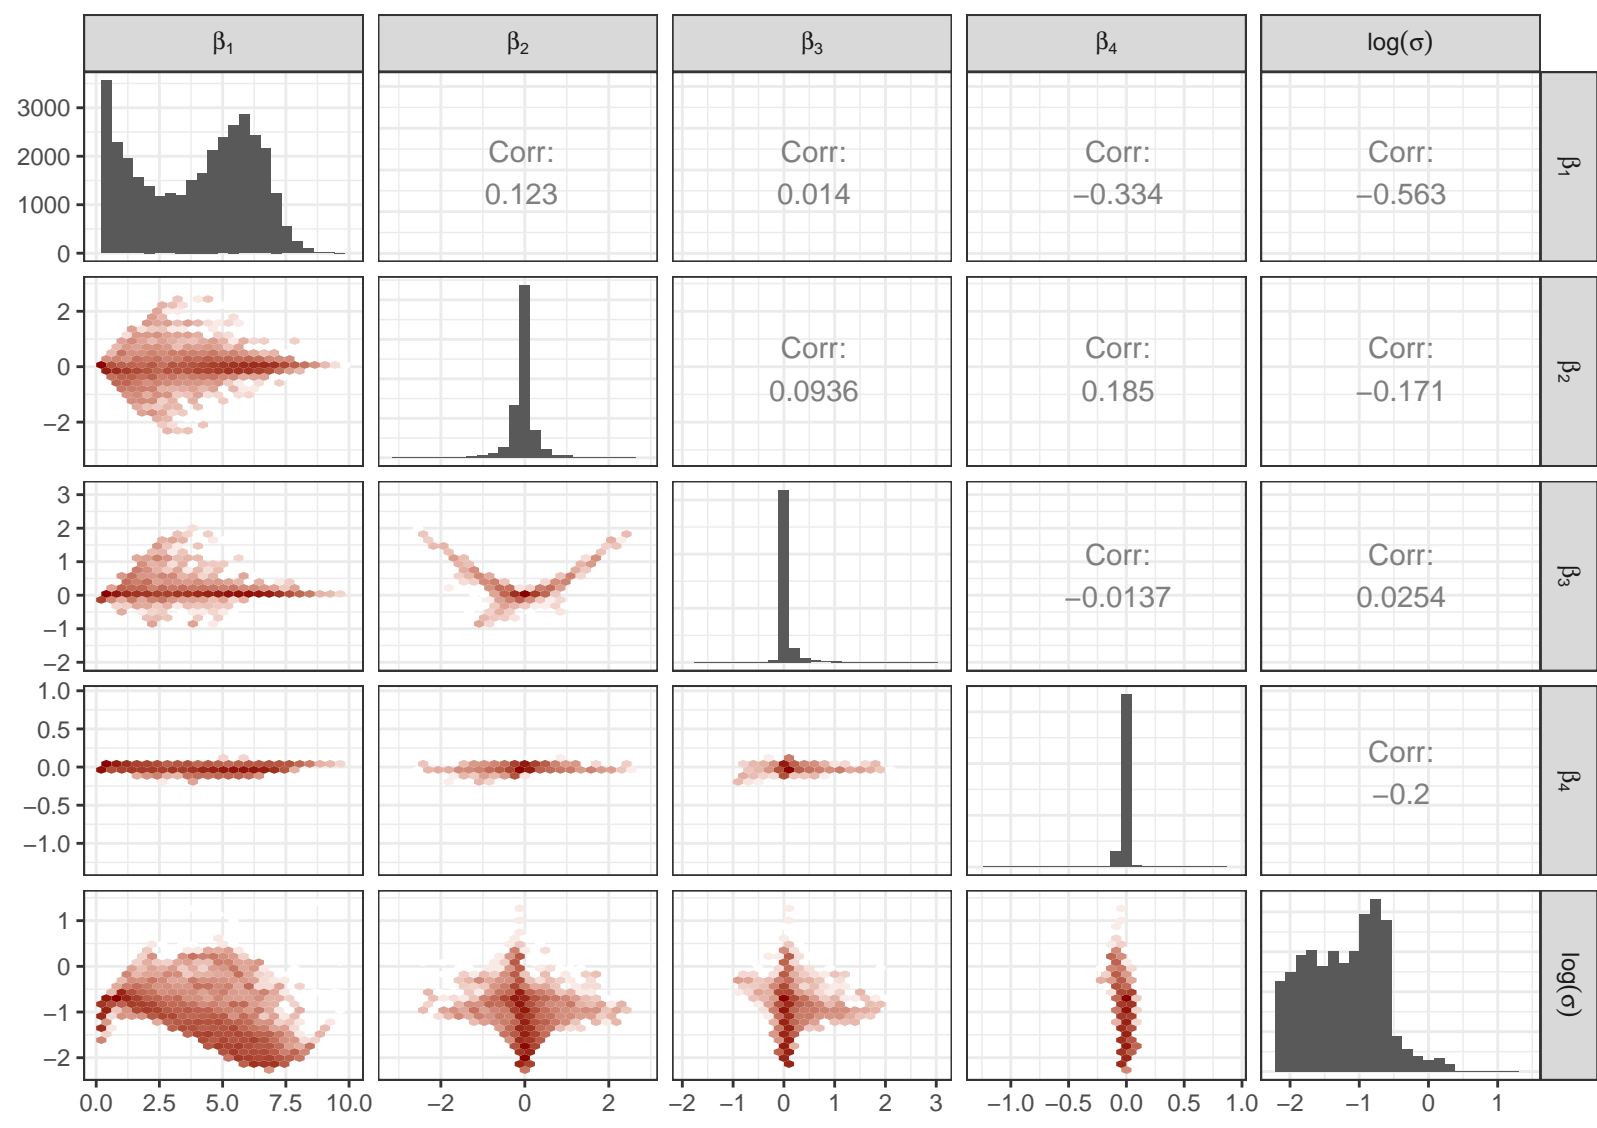 β₁ β₂ β₃ β₄ log(σ)
3000
2000
1000
0
Corr:
0.123
Corr:
0.014
Corr:
−0.334
Corr:
−0.563
β₁
2
0
−2
Corr:
0.0936
Corr:
0.185
Corr:
−0.171
β₂
3
2
1
0
−1
−2
Corr:
−0.0137
Corr:
0.0254
β₃
1.0
0.5
0.0
−0.5
−1.0
Corr:
−0.2
β₄
1
0
−1
−2
log(σ)
0.0 2.5 5.0 7.5 10.0 −2 0 2 −2 −1 0 1 2 3 −1.0 −0.5 0.0 0.5 1.0 −2 −1 0 1